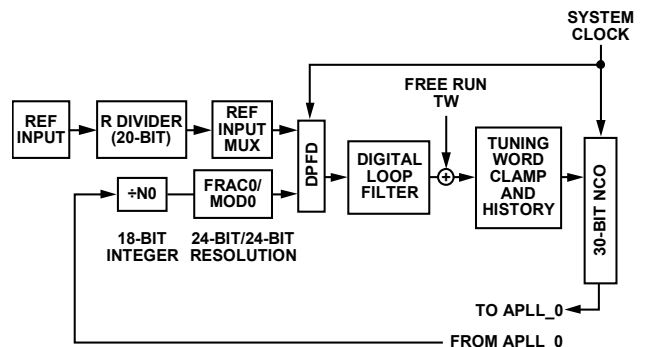 SYSTEM
CLOCK
FREE RUN
TW
REF
INPUT
R DIVIDER
(20-BIT)
REF
INPUT
MUX
DPFD
DIGITAL
LOOP
FILTER
+
TUNING
WORD
CLAMP
AND
HISTORY
30-BIT NCO
÷N0
FRAC0/
MOD0
18-BIT
INTEGER
24-BIT/24-BIT
RESOLUTION
TO APLL_0
FROM APLL_0